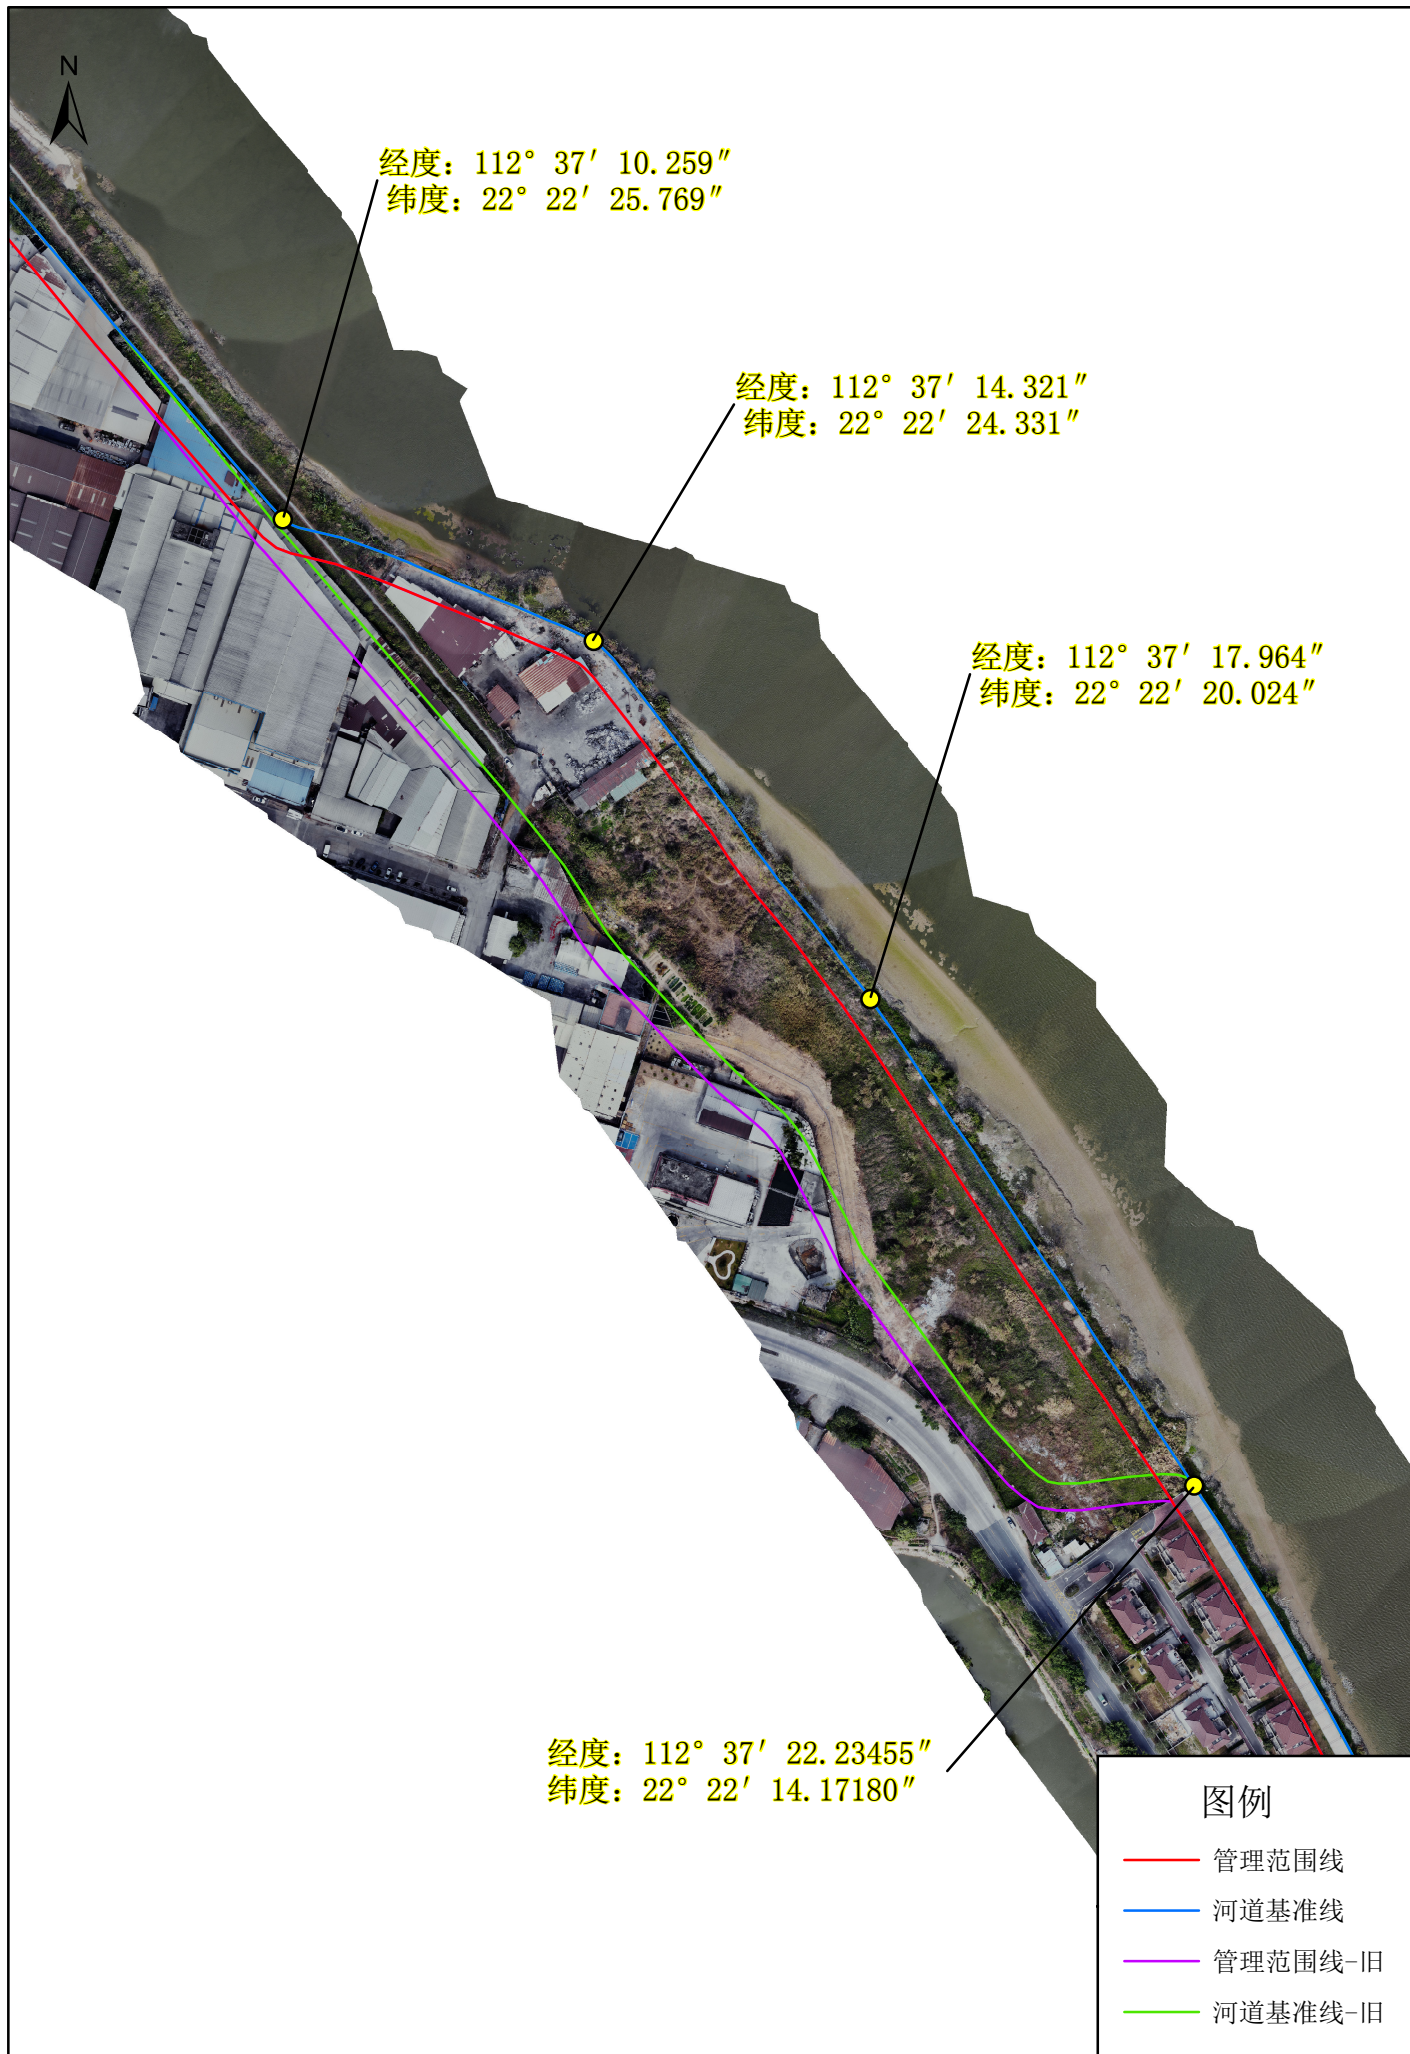 N
经度：112° 37′ 10.259″
纬度：22° 22′ 25.769″
经度：112° 37′ 14.321″
纬度：22° 22′ 24.331″
经度：112° 37′ 17.964″
纬度：22° 22′ 20.024″
经度：112° 37′ 22.23455″
纬度：22° 22′ 14.17180″
图例
管理范围线
河道基准线
管理范围线-旧
河道基准线-旧